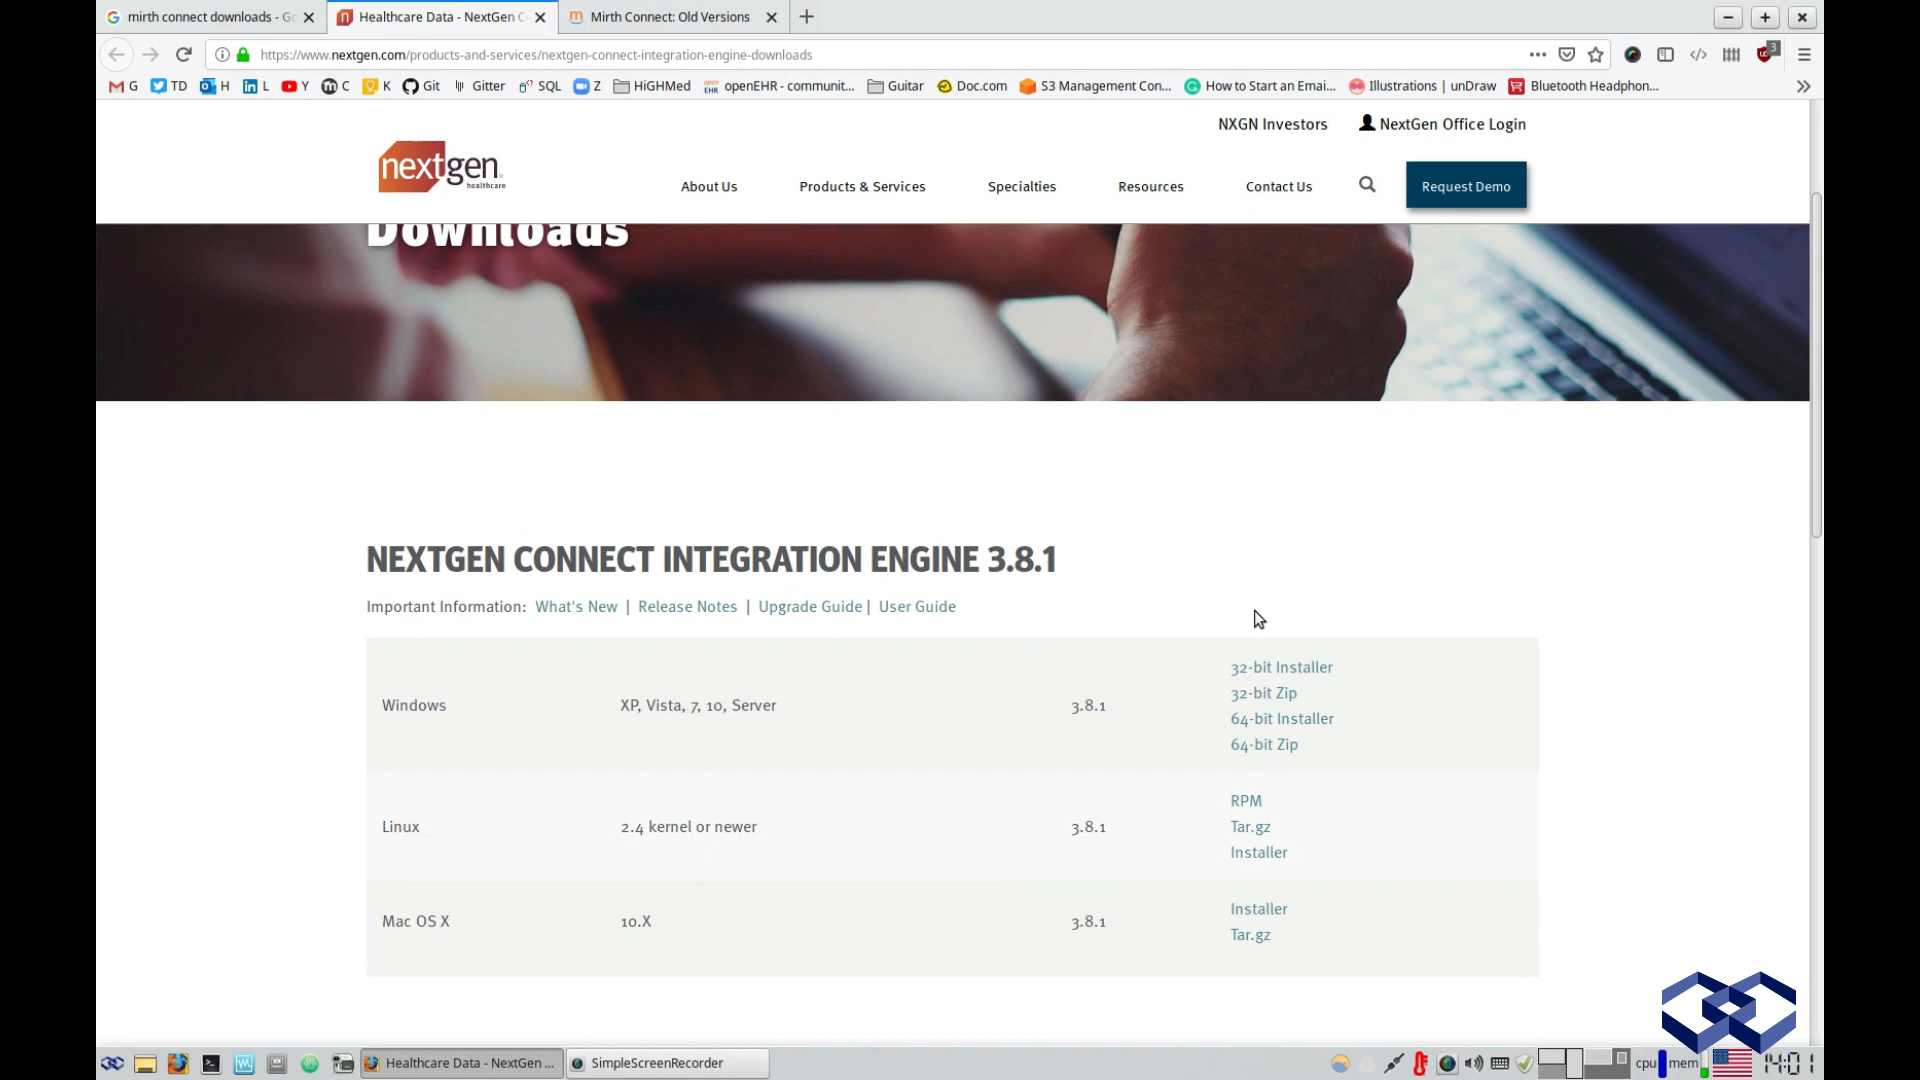 mirth connect downloads - Go
Healthcare Data - NextGen C
Mirth Connect: Old Versions
https://www.nextgen.com/products-and-services/nextgen-connect-integration-engine-downloads
3
G
TD
H
L
Y
C
K
Git
Gitter
SQL
Z
HiGHMed
openEHR - communit...
Guitar
Doc.com
S3 Management Con...
How to Start an Emai...
Illustrations | unDraw
Bluetooth Headphon...
NXGN Investors
NextGen Office Login
nextgen
healthcare
About Us
Products & Services
Specialties
Resources
Contact Us
Request Demo
Downloads
NEXTGEN CONNECT INTEGRATION ENGINE 3.8.1
Important Information: What's New | Release Notes | Upgrade Guide | User Guide
Windows
XP, Vista, 7, 10, Server
3.8.1
32-bit Installer
32-bit Zip
64-bit Installer
64-bit Zip
Linux
2.4 kernel or newer
3.8.1
RPM
Tar.gz
Installer
Mac OS X
10.X
3.8.1
Installer
Tar.gz
Healthcare Data - NextGen ...
SimpleScreenRecorder
cpu
mem
14:01